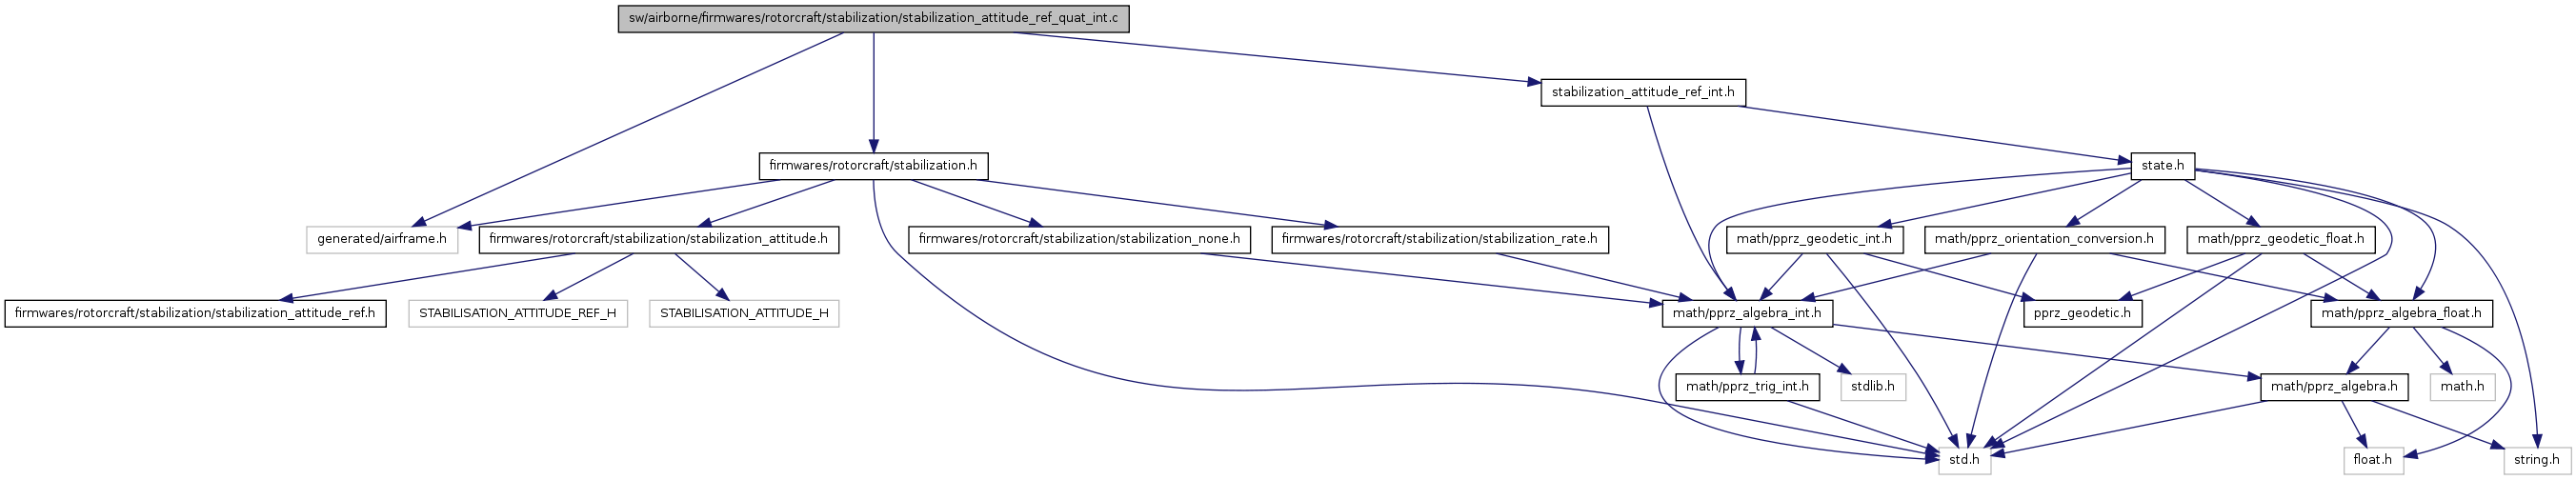 sw/airborne/firmwares/rotorcraft/stabilization/stabilization_attitude_ref_quat_int.c
stabilization_attitude_ref_int.h
firmwares/rotorcraft/stabilization.h
state.h
generated/airframe.h
firmwares/rotorcraft/stabilization/stabilization_attitude.h
firmwares/rotorcraft/stabilization/stabilization_none.h
firmwares/rotorcraft/stabilization/stabilization_rate.h
math/pprz_geodetic_int.h
math/pprz_orientation_conversion.h
math/pprz_geodetic_float.h
firmwares/rotorcraft/stabilization/stabilization_attitude_ref.h
STABILISATION_ATTITUDE_REF_H
STABILISATION_ATTITUDE_H
math/pprz_algebra_int.h
pprz_geodetic.h
math/pprz_algebra_float.h
math/pprz_trig_int.h
stdlib.h
math/pprz_algebra.h
math.h
std.h
float.h
string.h